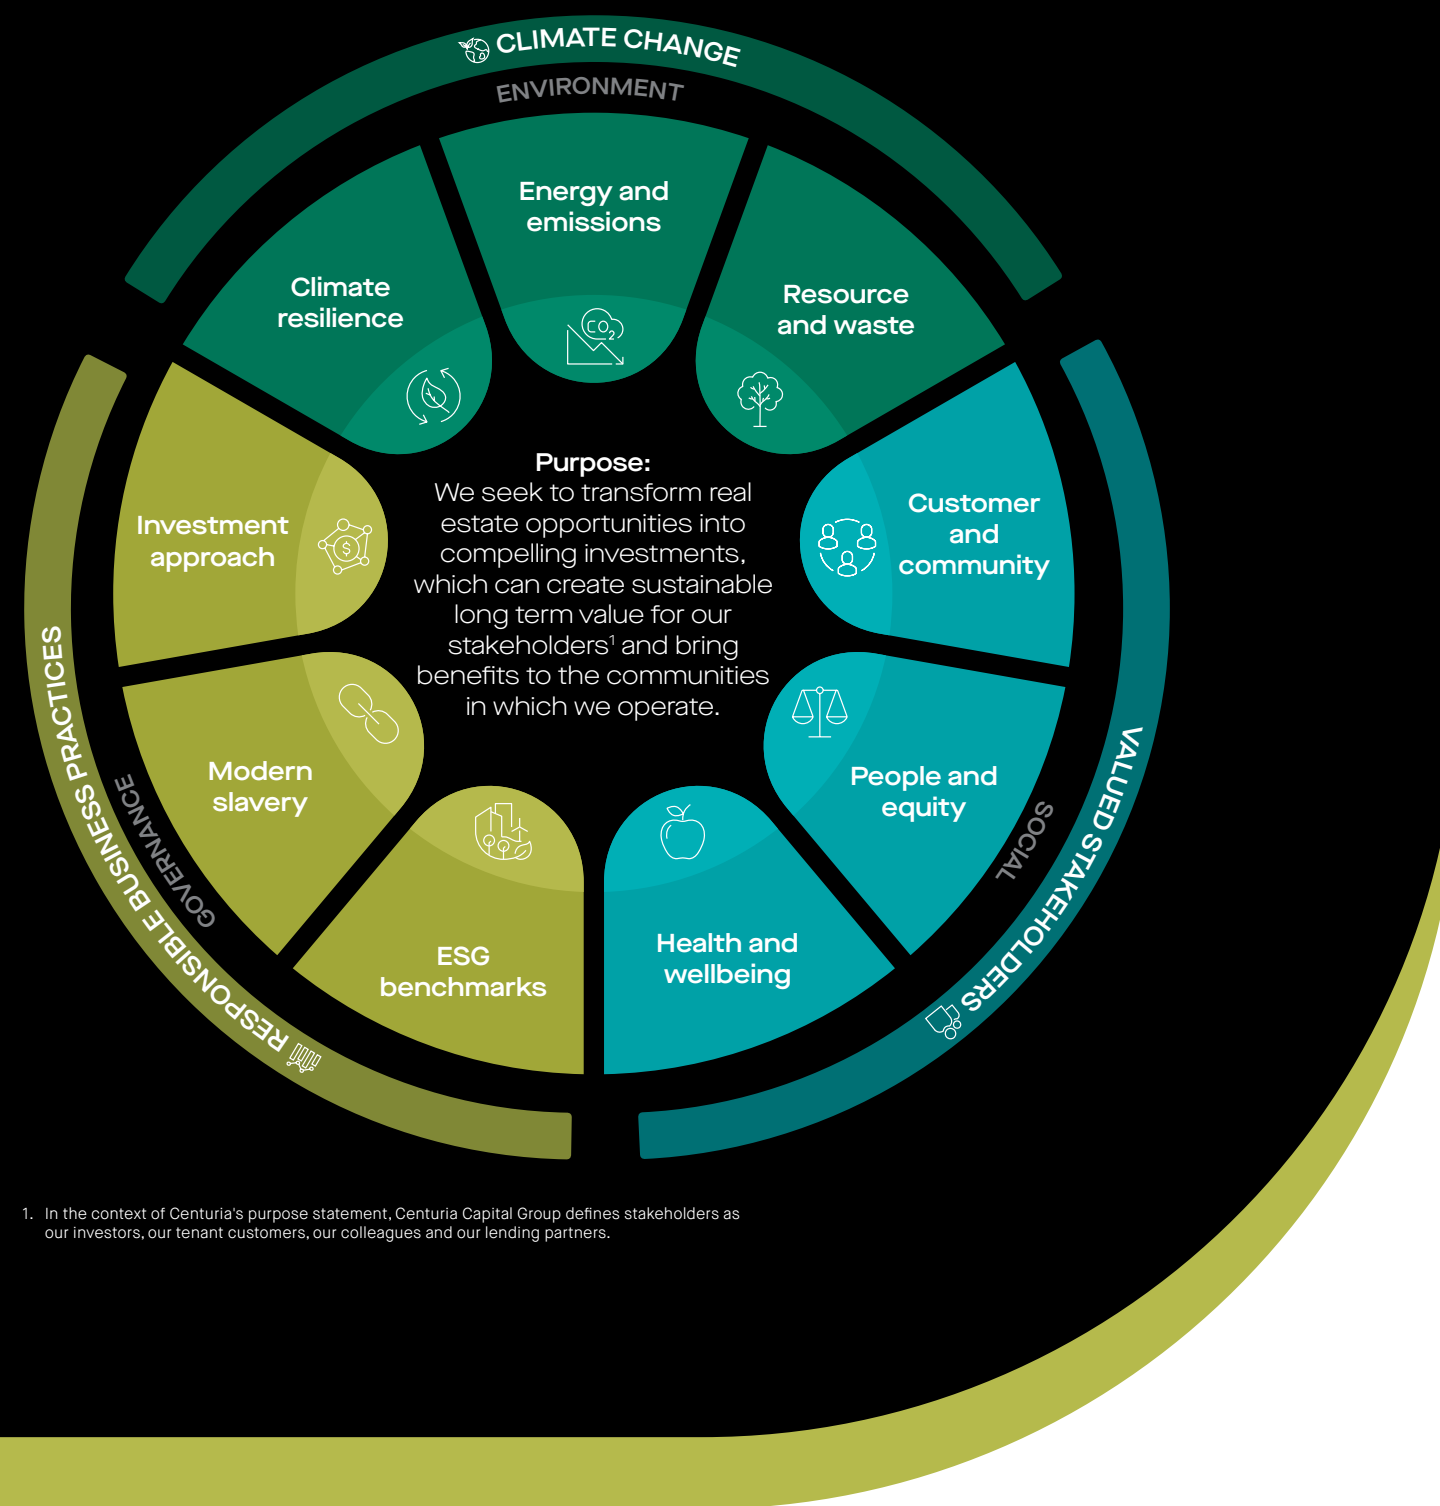 CLIMATE CHANGE
ENVIRONMENT
Energy and
emissions
Climate
resilience
Resource
and waste
Investment
approach
Customer
and
community
Purpose:
We seek to transform real
estate opportunities into
compelling investments,
which can create sustainable
long term value for our
stakeholders¹ and bring
benefits to the communities
in which we operate.
Modern
slavery
People and
equity
ESG
benchmarks
Health and
wellbeing
RESPONSIBLE BUSINESS PRACTICES
GOVERNANCE
SOCIAL
VALUED STAKEHOLDERS
CO₂
$
1. In the context of Centuria's purpose statement, Centuria Capital Group defines stakeholders as
our investors, our tenant customers, our colleagues and our lending partners.